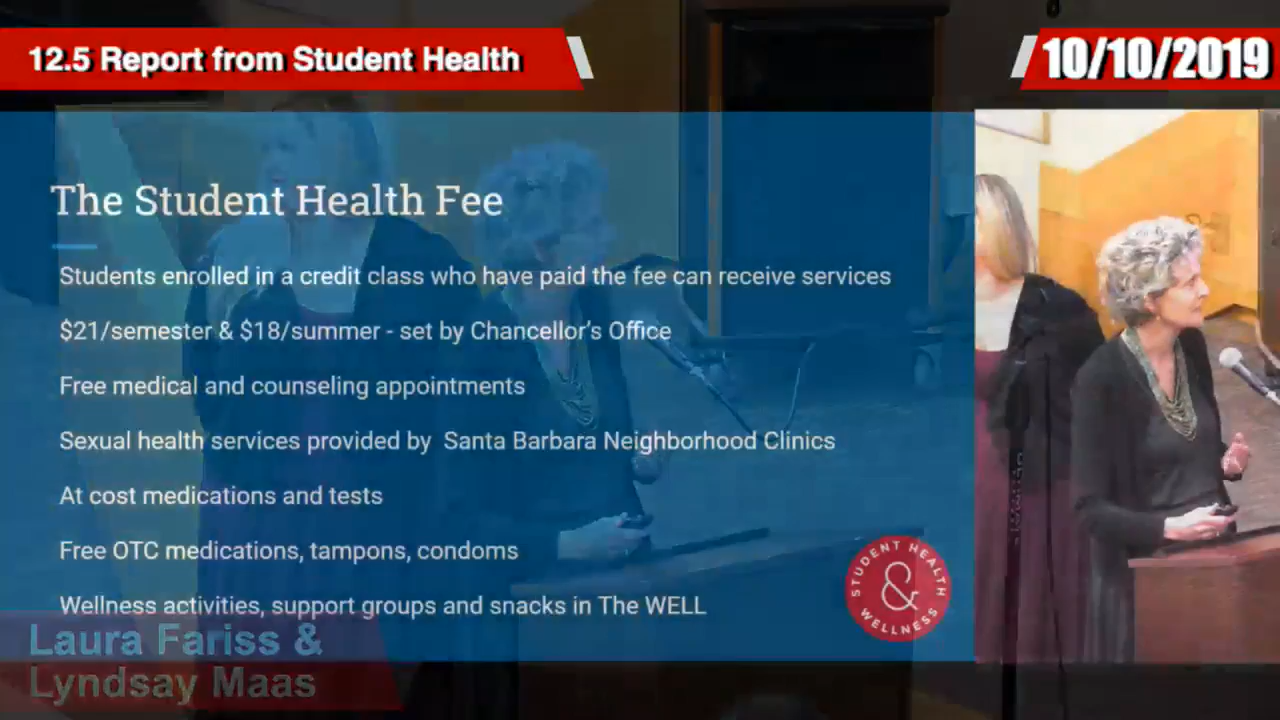 12.5 Report from Student Health
10/10/2019
The Student Health Fee
Students enrolled in a credit class who have paid the fee can receive services
$21/semester & $18/summer - set by Chancellor's Office
Free medical and counseling appointments
Sexual health services provided by  Santa Barbara Neighborhood Clinics
At cost medications and tests
Free OTC medications, tampons, condoms
Wellness activities, support groups and snacks in The WELL
STUDENT HEALTH
&
WELLNESS
Laura Fariss &
Lyndsay Maas